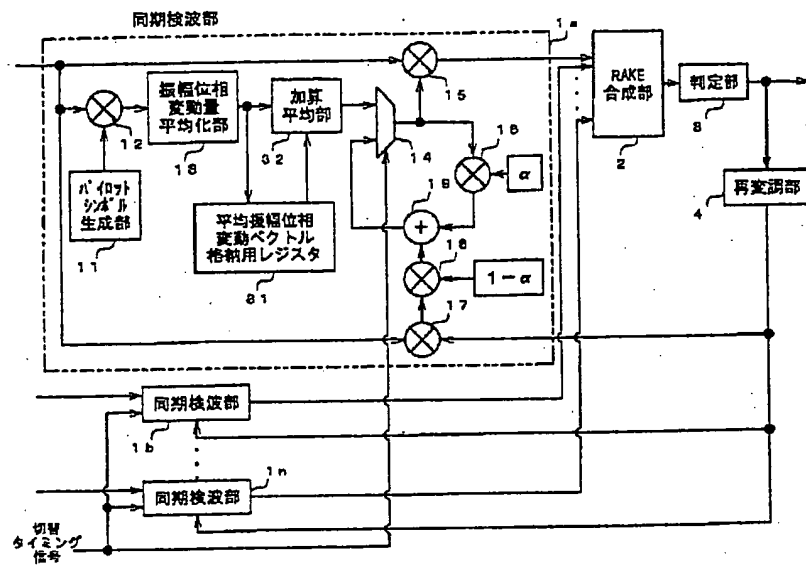 同期検波部
1a
15
RAKE
合成部
2
判定部
3
再変調部
4
12
振幅位相
変動量
平均化部
13
加算
平均部
32
14
16
α
19
+
パイロット
シンボル
生成部
11
平均振幅位相
変動ベクトル
格納用レジスタ
31
18
1-α
17
同期検波部
1b
同期検波部
1n
切替
タイミング
信号